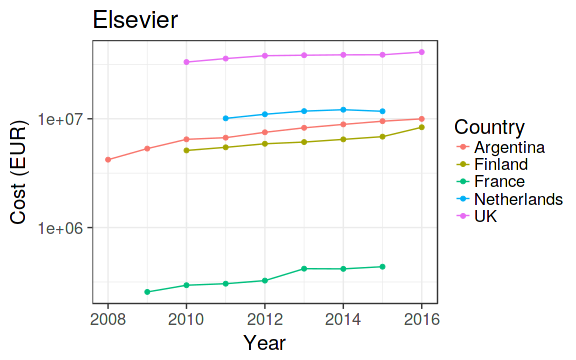 Elsevier
Cost (EUR)
1e+07
1e+06
2008 2010 2012 2014 2016
Year
Country
Argentina
Finland
France
Netherlands
UK